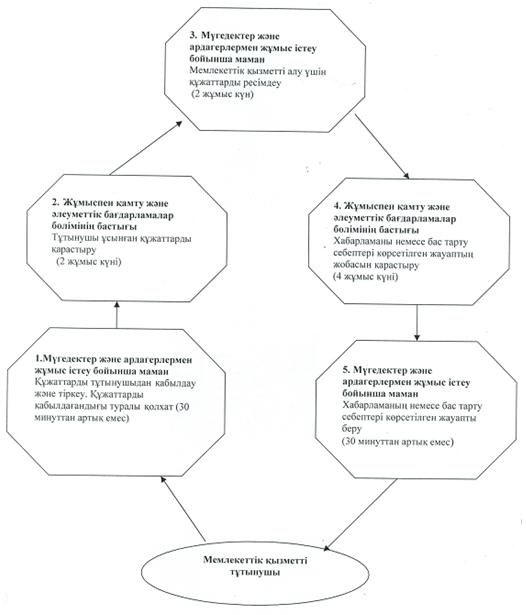 3. Мүгедектер және
ардагерлермен жұмыс істеу
бойынша маман
Мемлекеттік қызметті алу үшін
құжаттарды ресімдеу
(2 жұмыс күн)
2. Жұмыспен қамту және
әлеуметтік бағдарламалар
бөлімінің бастығы
Тұтынушы ұсынған құжаттарды
қарастыру
(2 жұмыс күні)
4. Жұмыспен қамту және
әлеуметтік бағдарламалар
бөлімінің бастығы
Хабарламаны немесе бас тарту
себептері көрсетілген жауаптың
жобасын қарастыру
(4 жұмыс күні)
1.Мүгедектер және ардагерлермен
жұмыс істеу бойынша маман
Құжаттарды тұтынушыдан қабылдау
және тіркеу. Құжаттарды
қабылдағандығы туралы қолхат (30
минуттан артық емес)
5. Мүгедектер және
ардагерлермен жұмыс істеу
бойынша маман
Хабарламаның немесе бас тарту
себептері көрсетілген жауапты
беру
(30 минуттан артық емес)
Мемлекеттік қызметті
тұтынушы